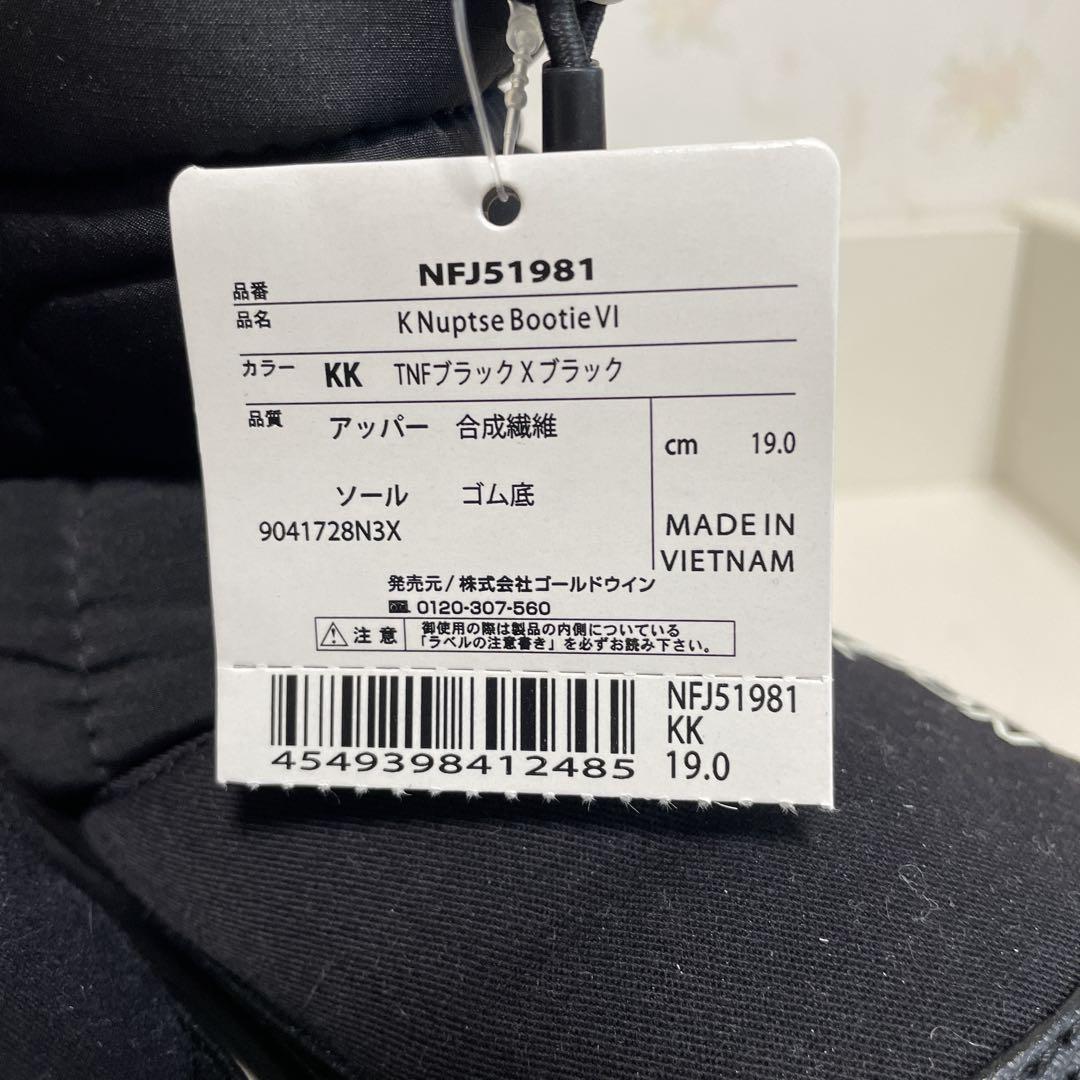 品番 NFJ51981
品名 K Nuptse Bootie VI
カラー KK TNFブラック X ブラック
品質 アッパー 合成繊維
cm 19.0
ソール ゴム底
9041728N3X
MADE IN
VIETNAM
発売元/株式会社ゴールドウイン
0120-307-560
注意 御使用の際は製品の内側についている
「ラベルの注意書き」を必ずお読み下さい。
4549398412485
NFJ51981
KK
19.0